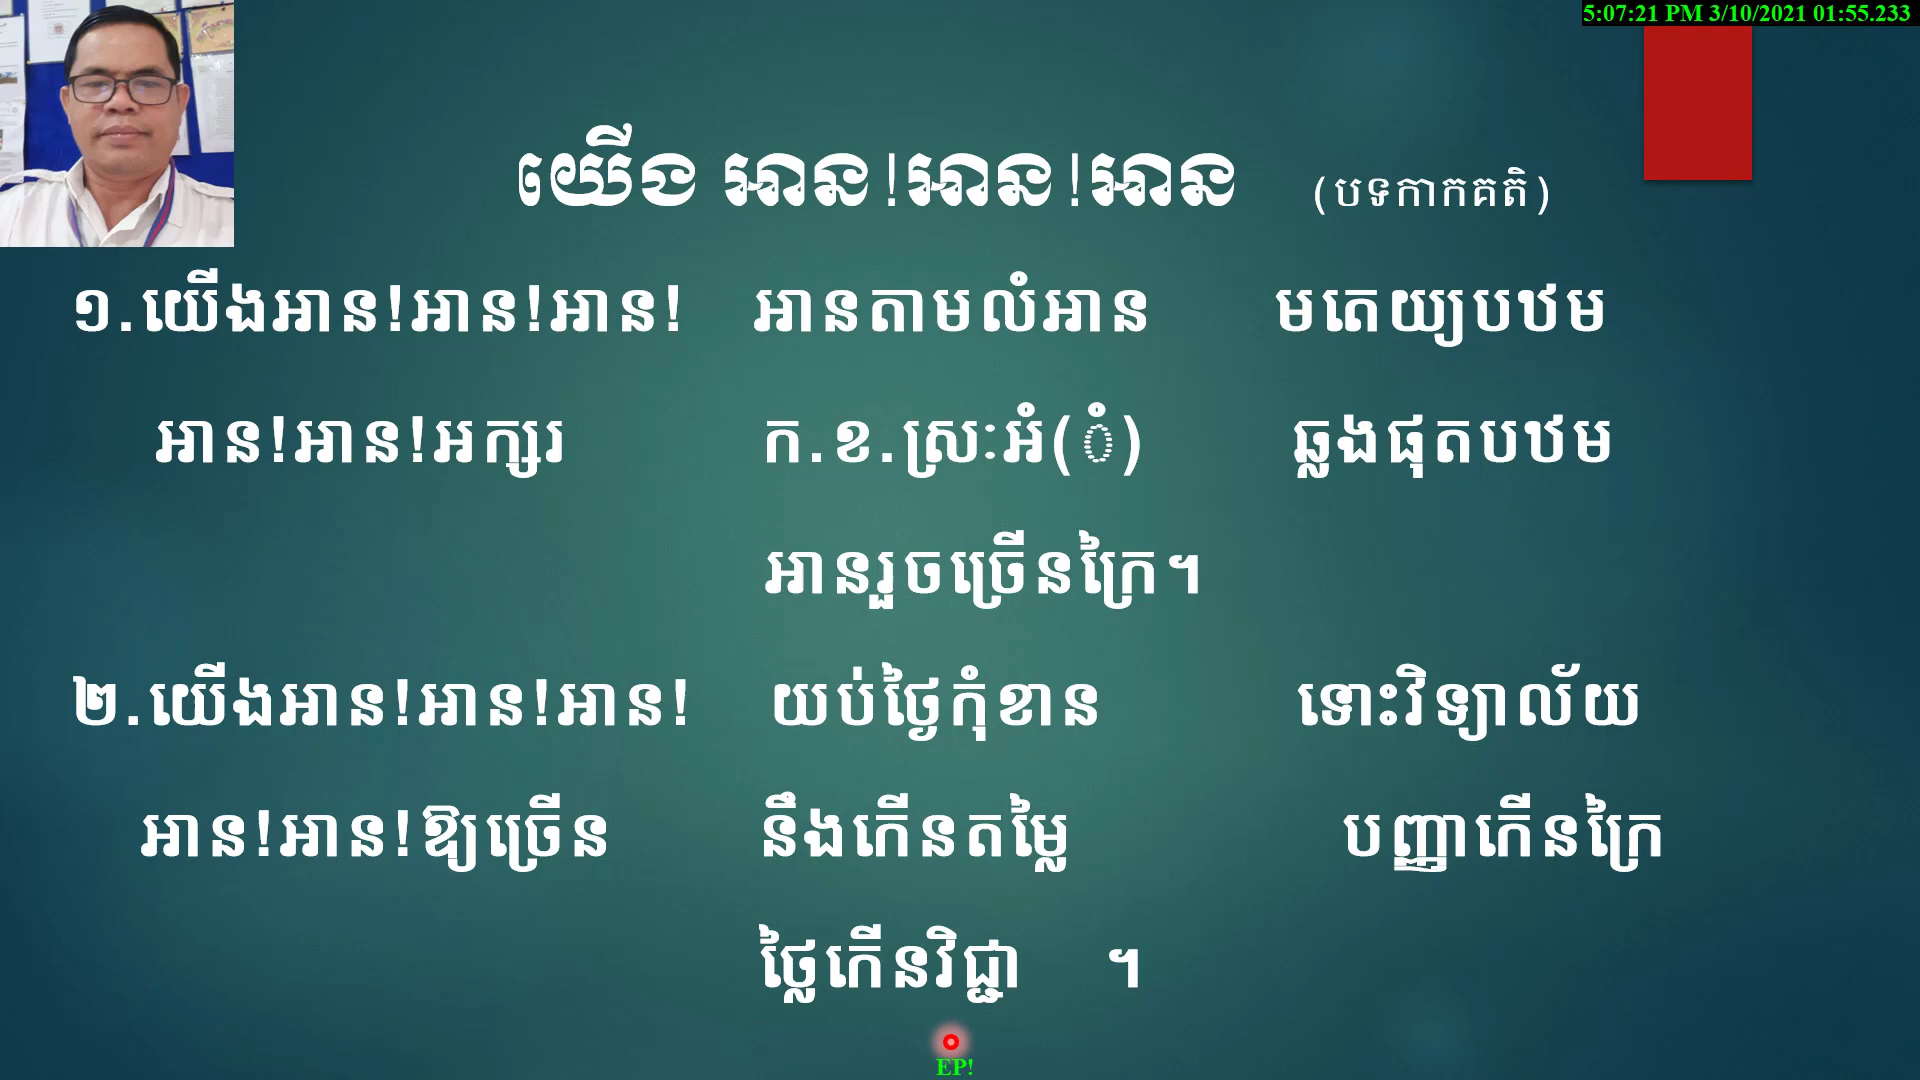 5:07:21 PM 3/10/2021 01:55.233
យើង អាន!អាន!អាន (បទកាកគតិ)
១.យើងអាន!អាន!អាន! អានតាមលំអាន មតេយ្យបឋម
អាន!អាន!អក្សរ ក.ខ.ស្រៈអំ(ំ) ឆ្លងផុតបឋម
អានរួចច្រើនក្រៃ។
២.យើងអាន!អាន!អាន! យប់ថ្ងៃកុំខាន ទោះវិទ្យាល័យ
អាន!អាន!ឱ្យច្រើន នឹងកើនតម្លៃ បញ្ញាកើនក្រៃ
ថ្លៃកើនវិជ្ជា ។
EP!